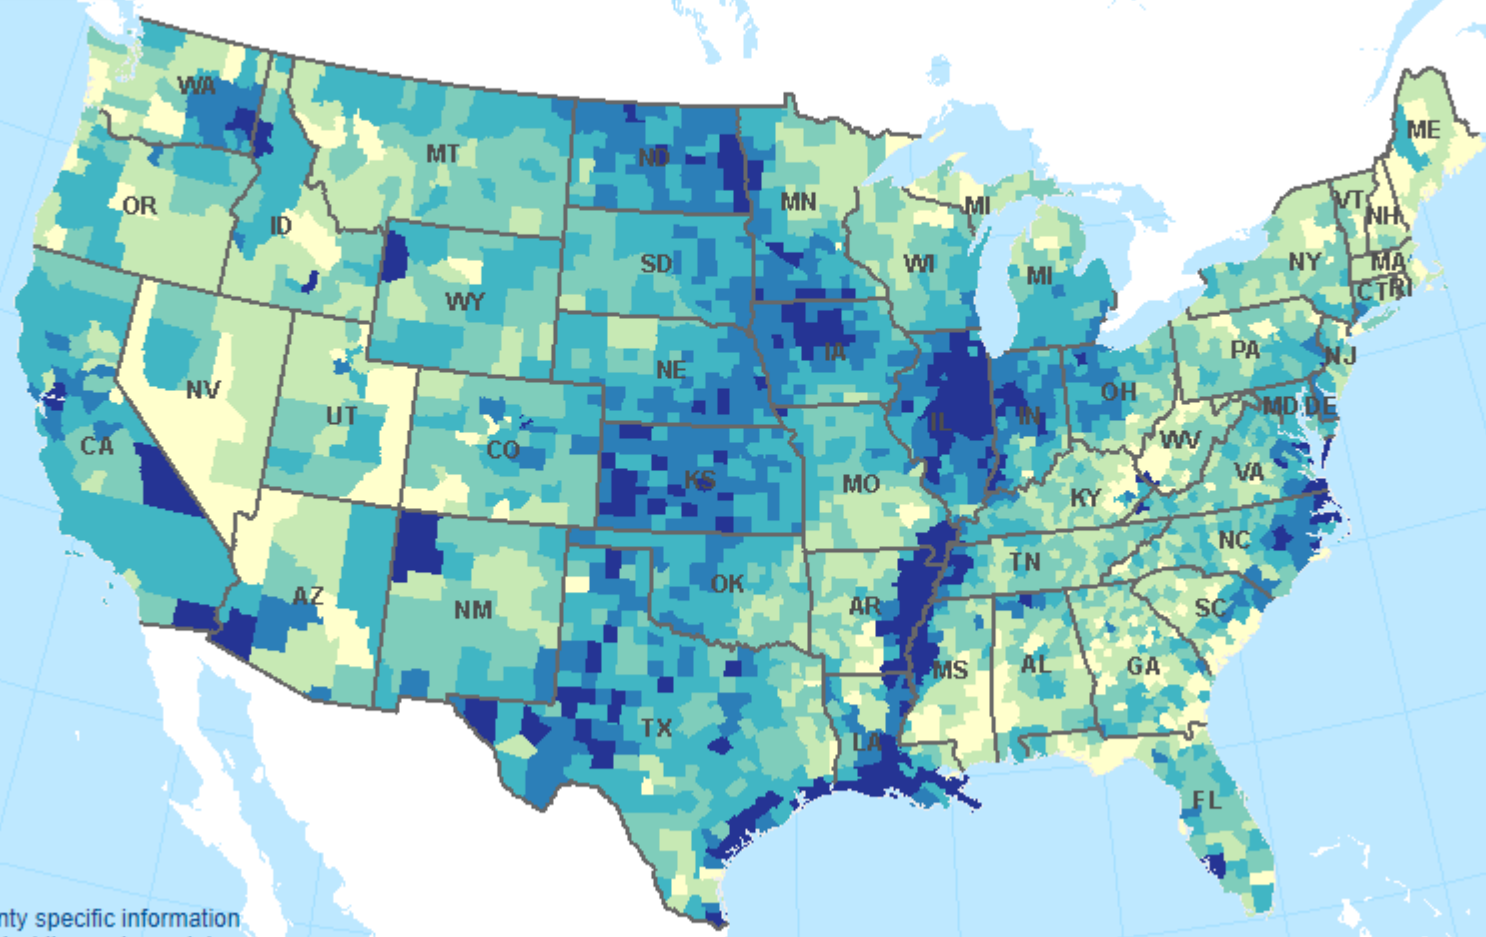 WA
MT
ND
MN
MI
ME
VT
NH
OR
ID
WY
SD
WI
MI
NY
MA
CT
RI
NV
UT
CO
NE
IA
IL
IN
OH
PA
NJ
MD
DE
WV
VA
CA
KS
MO
KY
AZ
NM
OK
AR
TN
NC
SC
MS
AL
GA
TX
LA
FL
nty specific information